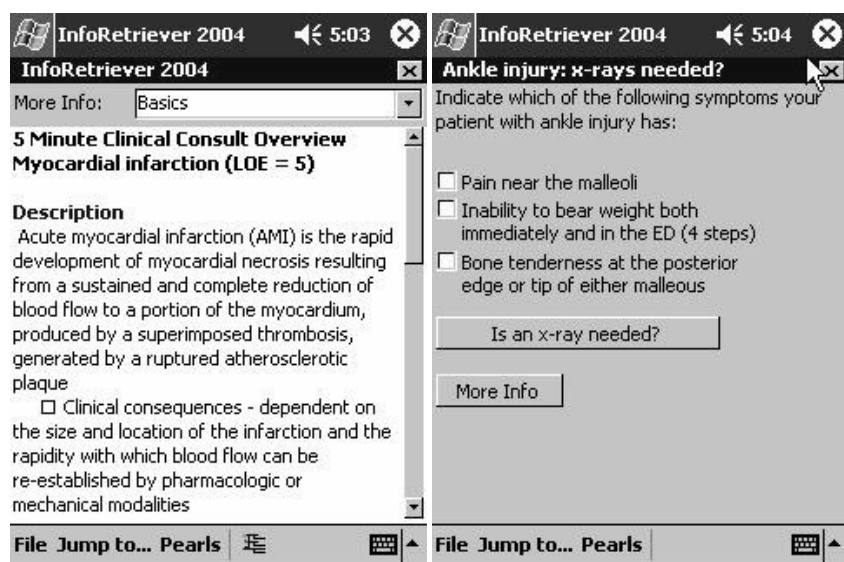 InfoRetriever 2004 5:03
InfoRetriever 2004
More Info: Basics
5 Minute Clinical Consult Overview
Myocardial infarction (LOE = 5)
Description
Acute myocardial infarction (AMI) is the rapid
development of myocardial necrosis resulting
from a sustained and complete reduction of
blood flow to a portion of the myocardium,
produced by a superimposed thrombosis,
generated by a ruptured atherosclerotic
plaque
Clinical consequences - dependent on
the size and location of the infarction and the
rapidity with which blood flow can be
re-established by pharmacologic or
mechanical modalities
File Jump to... Pearls
InfoRetriever 2004 5:04
Ankle injury: x-rays needed?
Indicate which of the following symptoms your
patient with ankle injury has:
Pain near the malleoli
Inability to bear weight both
immediately and in the ED (4 steps)
Bone tenderness at the posterior
edge or tip of either malleous
Is an x-ray needed?
More Info
File Jump to... Pearls